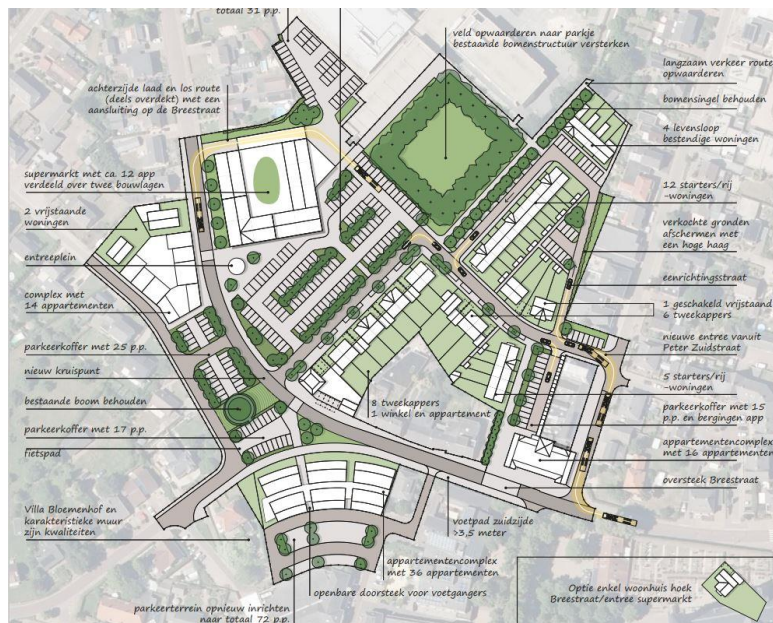 totaal 31 p.p.
veld opwaarderen naar parkje
bestaande bomenstructuur versterken
langzaam verkeer route
opwaarderen
achterzijde laad en los route
(deels overdekt) met een
aansluiting op de Breestraat
bomensingel behouden
4 levensloop
bestendige woningen
supermarkt met ca. 12 app
verdeeld over twee bouwlagen
12 starters/rij
-woningen
2 vrijstaande
woningen
verkochte gronden
afschermen met
een hoge haag
entreeplein
eenrichtingsstraat
complex met
14 appartementen
1 geschakeld vrijstaand
6 tweekappers
parkeerkoffer met 25 p.p.
nieuwe entree vanuit
Peter Zuidstraat
nieuw kruispunt
5 starters/rij
-woningen
bestaande boom behouden
8 tweekappers
1 winkel en appartement
parkeerkoffer met 15
p.p. en bergingen app
parkeerkoffer met 17 p.p.
appartementencomplex
met 16 appartementen
fietspad
oversteek Breestraat
Villa Bloemenhof en
karakteristieke muur
zijn kwaliteiten
voetpad zuidzijde
>3,5 meter
appartementencomplex
met 36 appartementen
openbare doorsteek voor voetgangers
Optie enkel woonhuis hoek
Breestraat/entree supermarkt
parkeerterrein opnieuw inrichten
naar totaal 72 p.p.